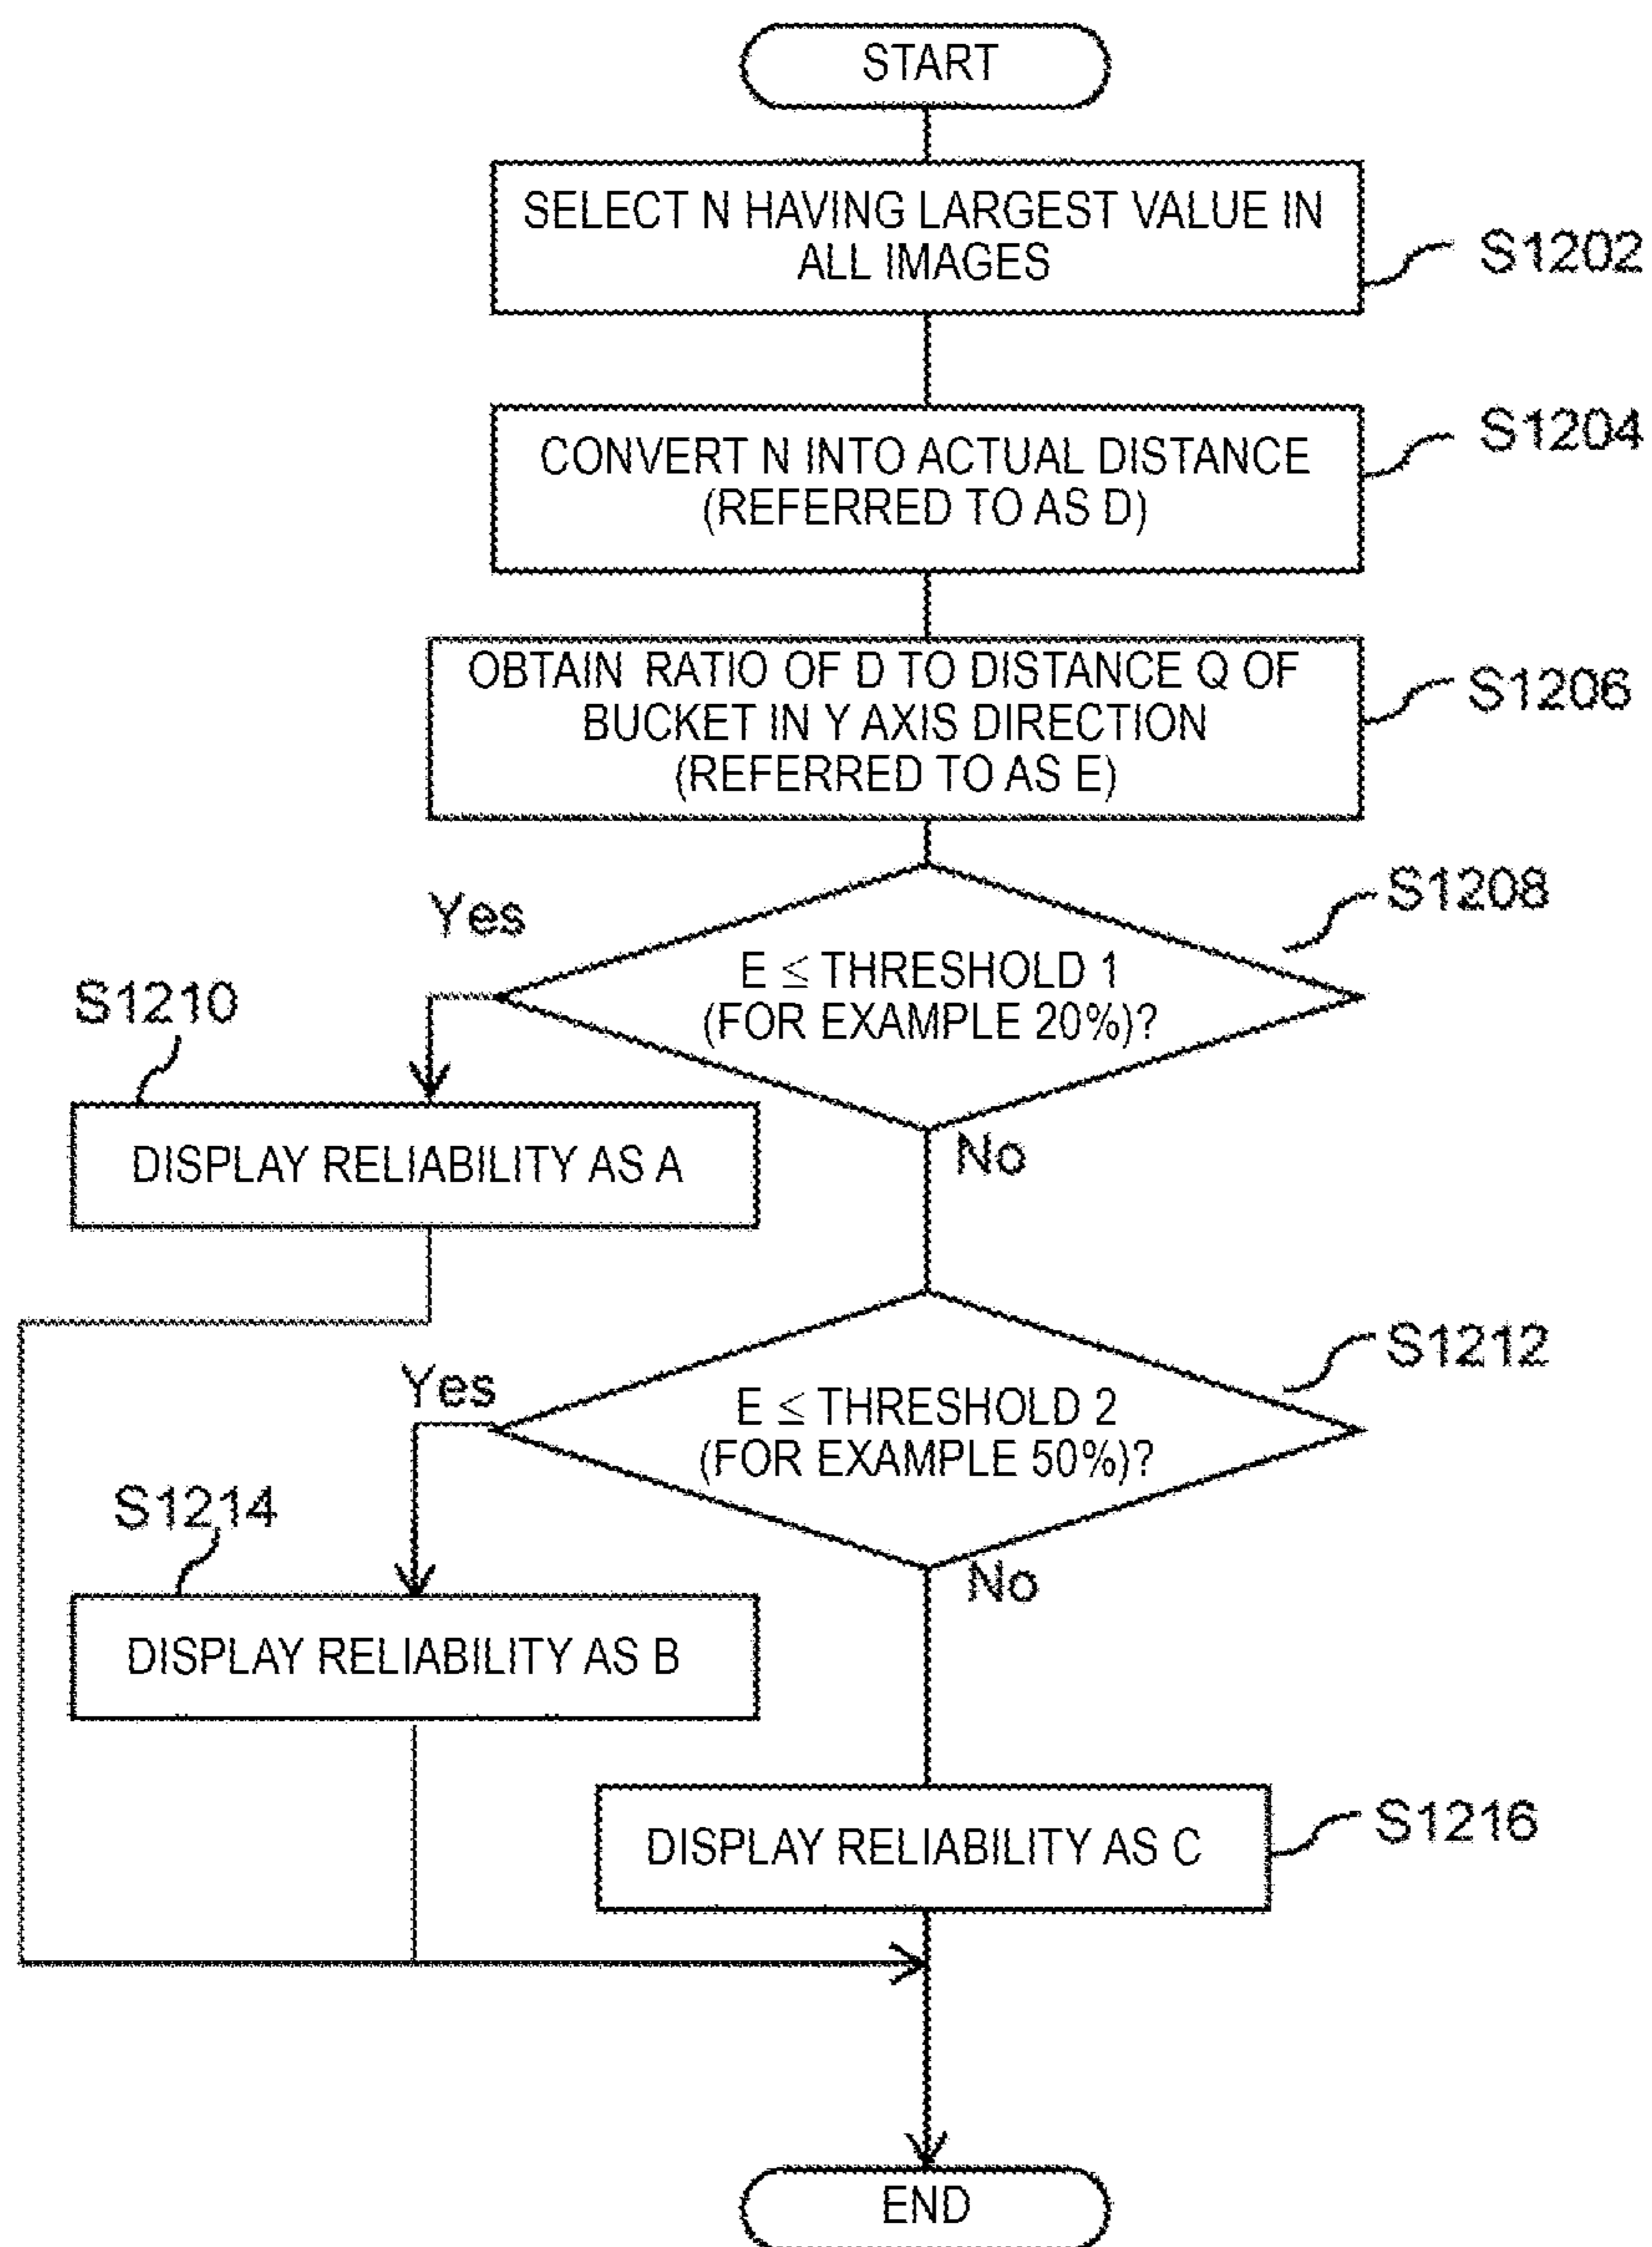 START
SELECT N HAVING LARGEST VALUE IN
ALL IMAGES
S1202
CONVERT N INTO ACTUAL DISTANCE
(REFERRED TO AS D)
S1204
OBTAIN RATIO OF D TO DISTANCE Q OF
BUCKET IN Y AXIS DIRECTION
(REFERRED TO AS E)
S1206
E ≤ THRESHOLD 1
(FOR EXAMPLE 20%)?
S1208
Yes
S1210
DISPLAY RELIABILITY AS A
No
E ≤ THRESHOLD 2
(FOR EXAMPLE 50%)?
S1212
Yes
S1214
DISPLAY RELIABILITY AS B
No
DISPLAY RELIABILITY AS C
S1216
END